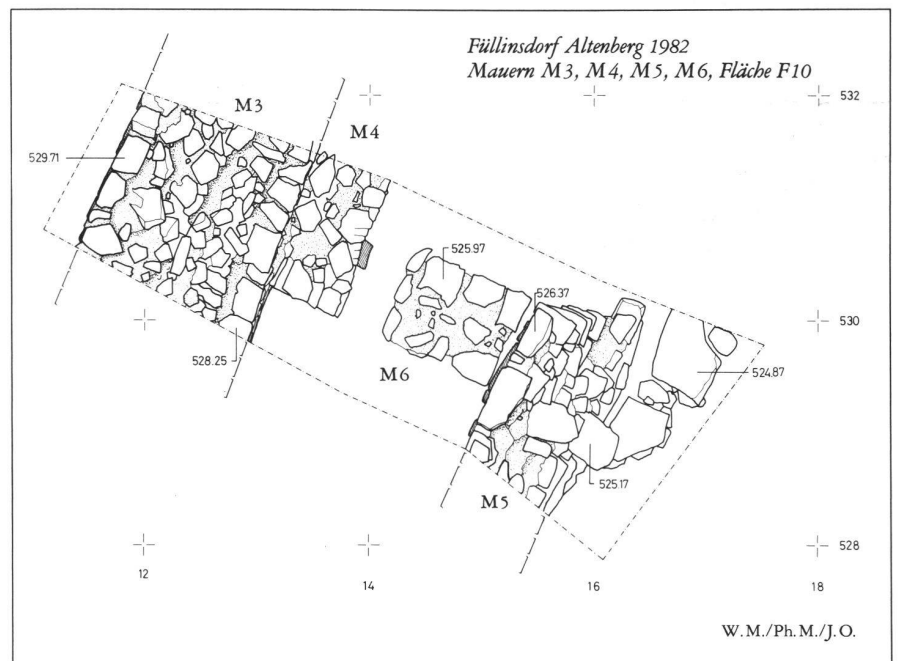 Füllinsdorf Altenberg 1982
Mauern M3, M4, M5, M6, Fläche F10
532
M3
M4
529.71
525.97
526.37
530
528.25
M6
524.87
525.17
M5
528
12
14
16
18
W.M./Ph.M./J.O.